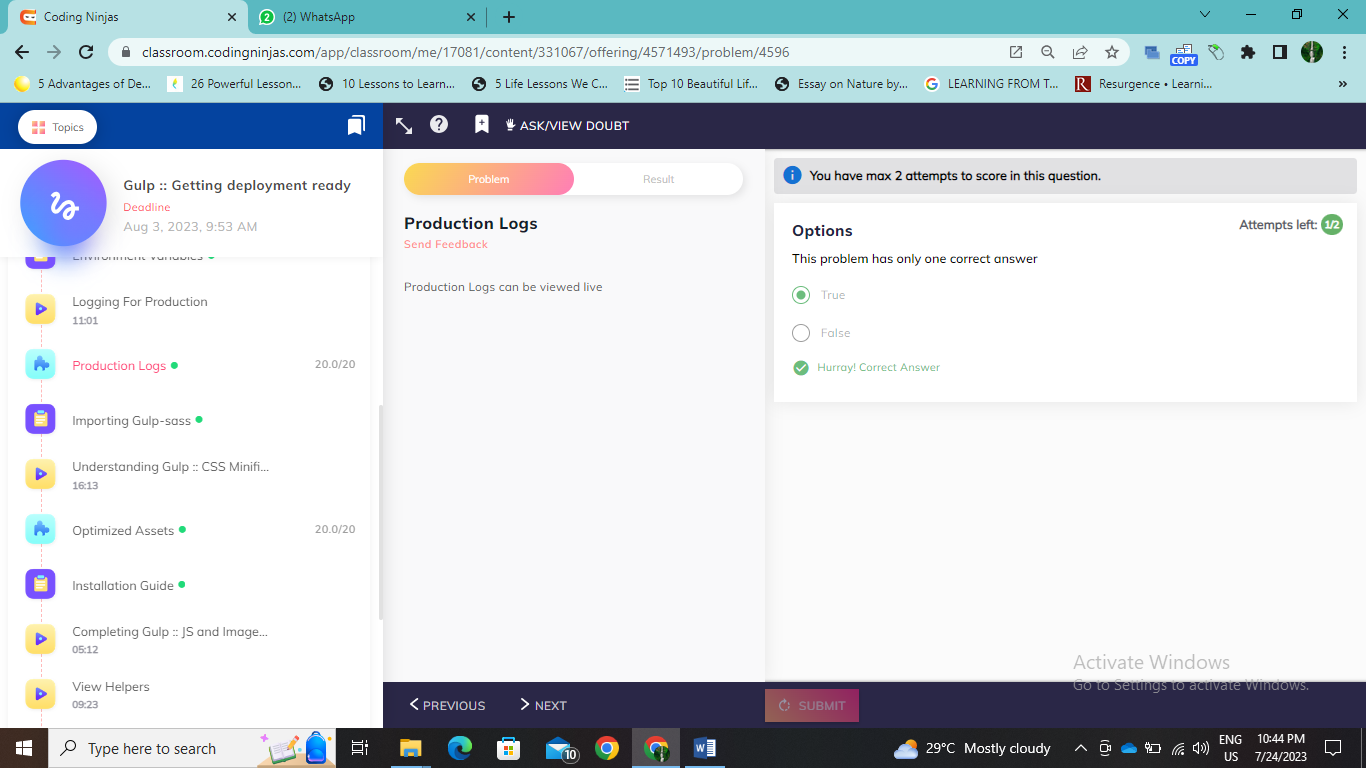 Coding Ninjas
(2) WhatsApp
classroom.codingninjas.com/app/classroom/me/17081/content/331067/offering/4571493/problem/4596
COPY
5 Advantages of De...
26 Powerful Lesson...
10 Lessons to Learn...
5 Life Lessons We C...
Top 10 Beautiful Lif...
Essay on Nature by...
LEARNING FROM T...
Resurgence • Learni...
»
Topics
ASK/VIEW DOUBT
Gulp :: Getting deployment ready
Deadline
Aug 3, 2023, 9:53 AM
Environment Variables
Logging For Production
11:01
Production Logs
20.0/20
Importing Gulp-sass
Understanding Gulp :: CSS Minifi...
16:13
Optimized Assets
20.0/20
Installation Guide
Completing Gulp :: JS and Image...
05:12
View Helpers
09:23
Problem
Result
Production Logs
Send Feedback
Production Logs can be viewed live
You have max 2 attempts to score in this question.
Options
Attempts left: 1/2
This problem has only one correct answer
True
False
Hurray! Correct Answer
Activate Windows
Go to Settings to activate Windows.
PREVIOUS
NEXT
SUBMIT
Type here to search
10
29°C Mostly cloudy
ENG
US
10:44 PM
7/24/2023